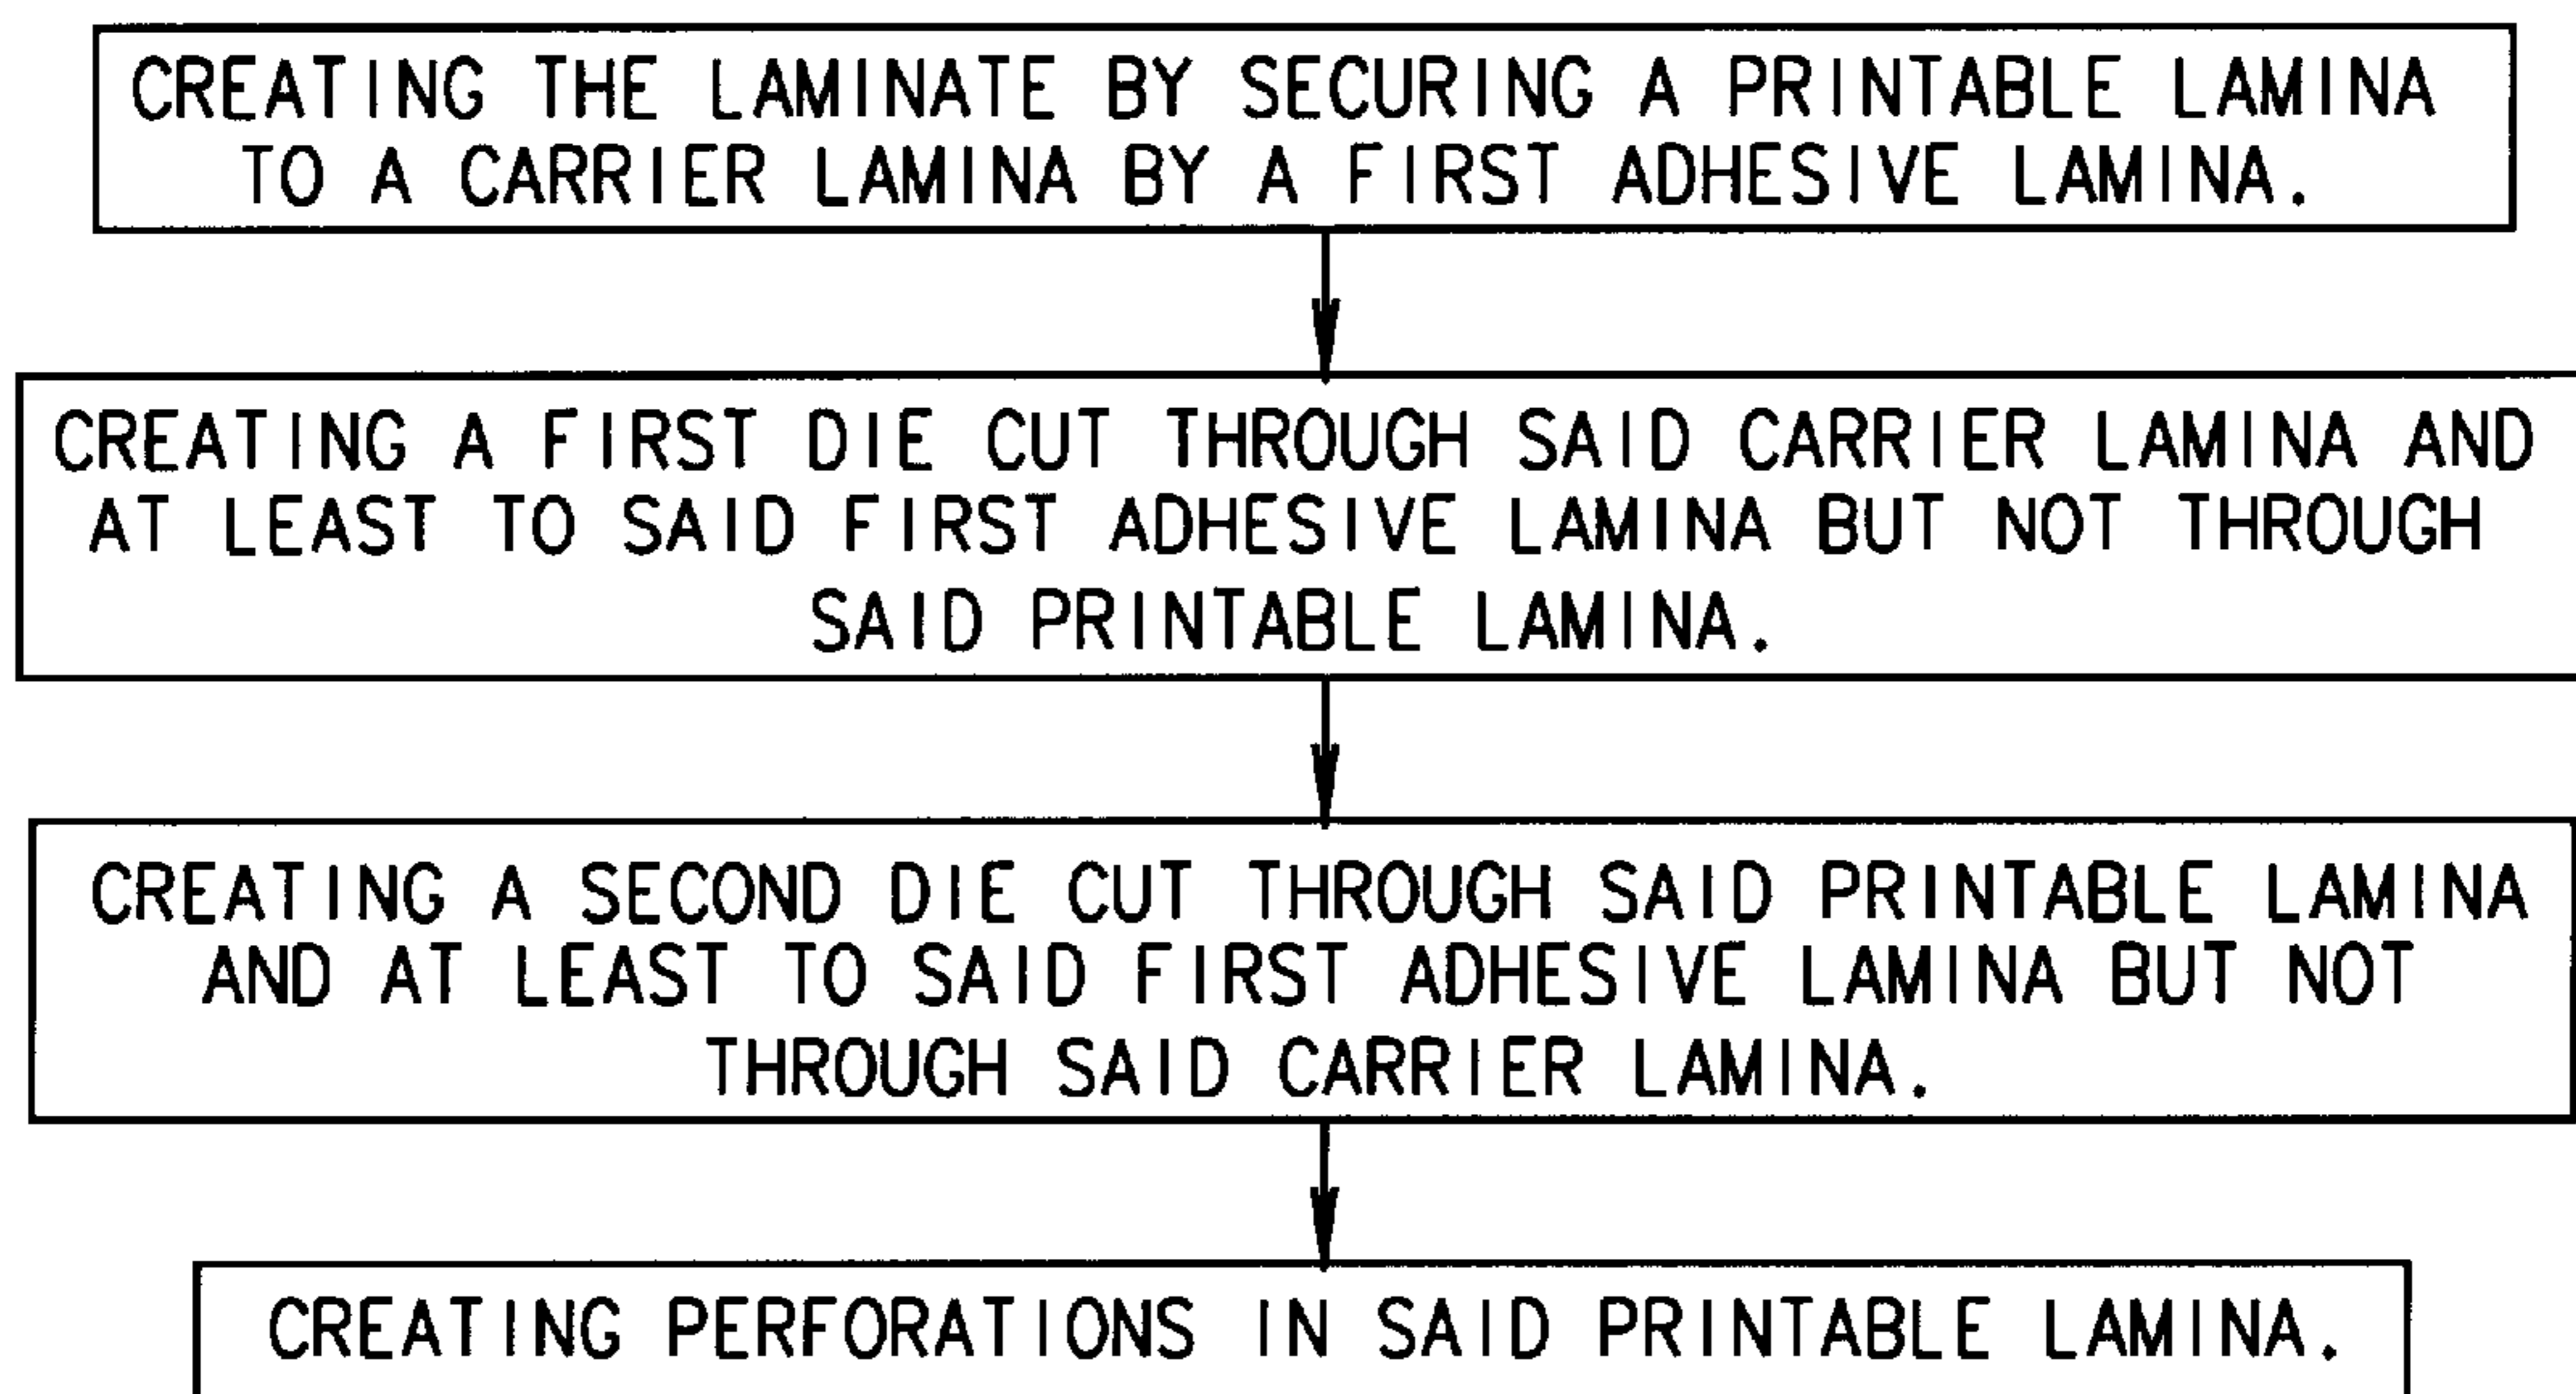 CREATING THE LAMINATE BY SECURING A PRINTABLE LAMINA
TO A CARRIER LAMINA BY A FIRST ADHESIVE LAMINA.
CREATING A FIRST DIE CUT THROUGH SAID CARRIER LAMINA AND
AT LEAST TO SAID FIRST ADHESIVE LAMINA BUT NOT THROUGH
SAID PRINTABLE LAMINA.
CREATING A SECOND DIE CUT THROUGH SAID PRINTABLE LAMINA
AND AT LEAST TO SAID FIRST ADHESIVE LAMINA BUT NOT
THROUGH SAID CARRIER LAMINA.
CREATING PERFORATIONS IN SAID PRINTABLE LAMINA.